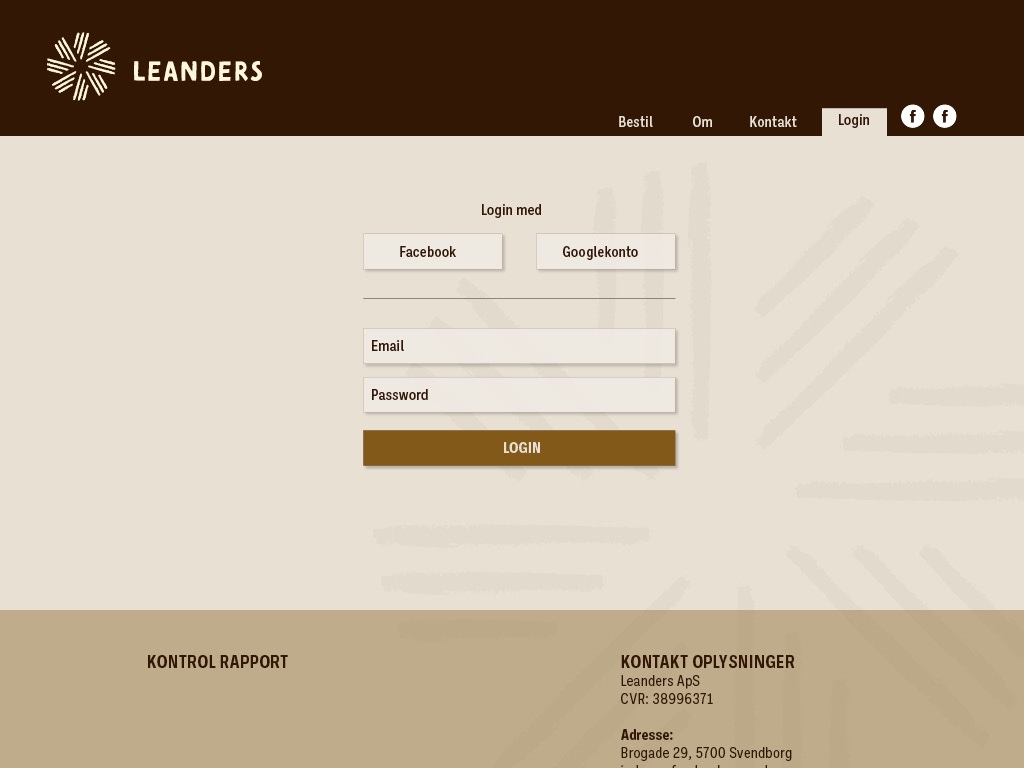 LEANDERS
Bestil
Om
Kontakt
Login
Login med
Facebook
Googlekonto
Email
Password
LOGIN
KONTROL RAPPORT
KONTAKT OPLYSNINGER
Leanders ApS
CVR: 38996371
Adresse:
Brogade 29, 5700 Svendborg